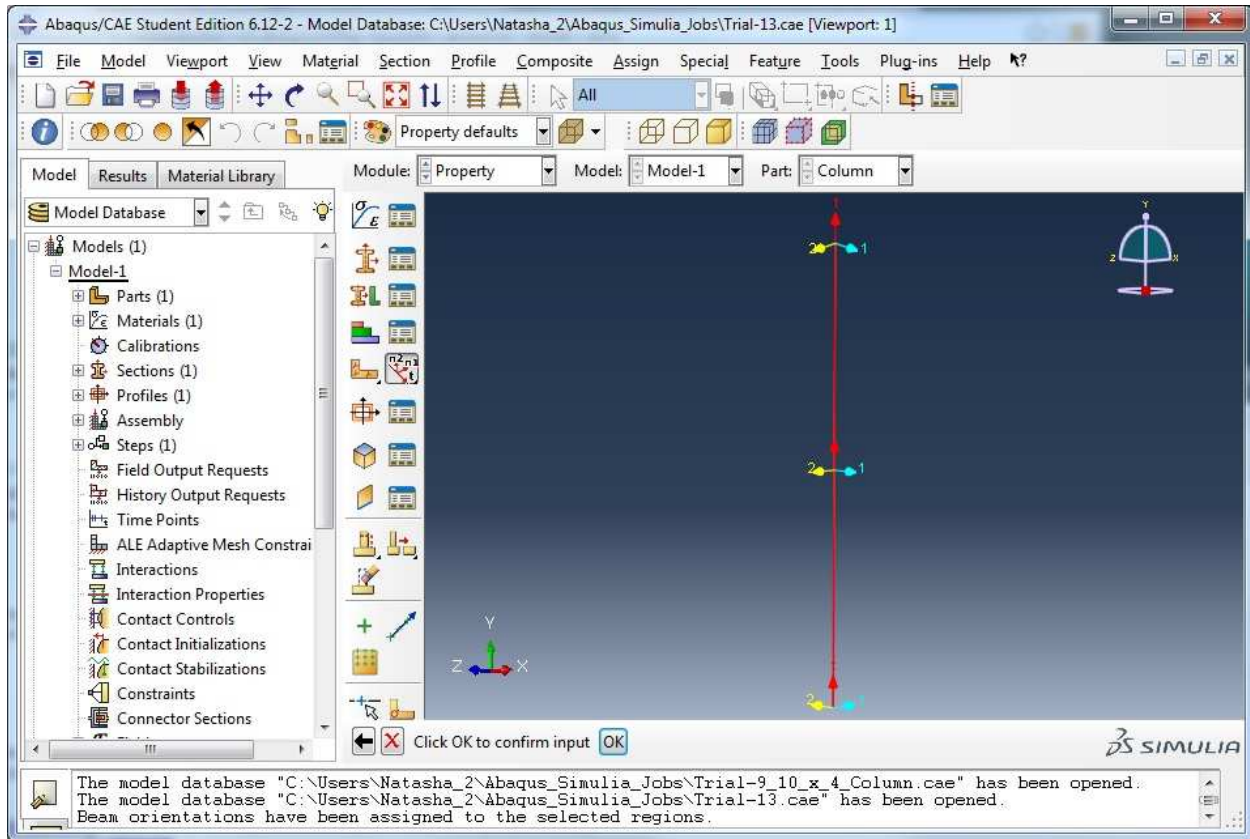 Abaqus/CAE Student Edition 6.12-2 - Model Database: C:\Users\Natasha_2\Abaqus_Simulia_Jobs\Trial-13.cae [Viewport: 1]
File Model Viewport View Material Section Profile Composite Assign Special Feature Tools Plug-ins Help
All
Property defaults
Model Results Material Library
Module: Property Model: Model-1 Part: Column
Model Database
Models (1)
Model-1
Parts (1)
Materials (1)
Calibrations
Sections (1)
Profiles (1)
Assembly
Steps (1)
Field Output Requests
History Output Requests
Time Points
ALE Adaptive Mesh Constrai
Interactions
Interaction Properties
Contact Controls
Contact Initializations
Contact Stabilizations
Constraints
Connector Sections
2 1
2 1
2 1
Y
Z X
Y
Z X
Click OK to confirm input OK
SIMULIA
The model database "C:\Users\Natasha_2\Abaqus_Simulia_Jobs\Trial-9_10_x_4_Column.cae" has been opened.
The model database "C:\Users\Natasha_2\Abaqus_Simulia_Jobs\Trial-13.cae" has been opened.
Beam orientations have been assigned to the selected regions.